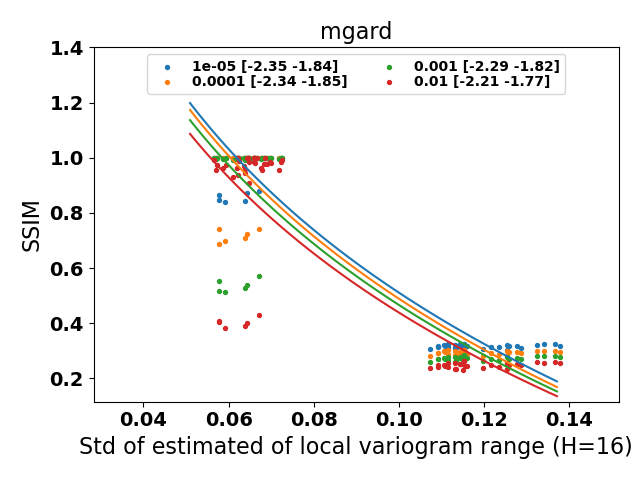 mgard
1.4
1e-05 [-2.35 -1.84]
0.0001 [-2.34 -1.85]
0.001 [-2.29 -1.82]
0.01 [-2.21 -1.77]
1.2
1.0
0.8
0.6
0.4
0.2
SSIM
0.04 0.06 0.08 0.10 0.12 0.14
Std of estimated of local variogram range (H=16)